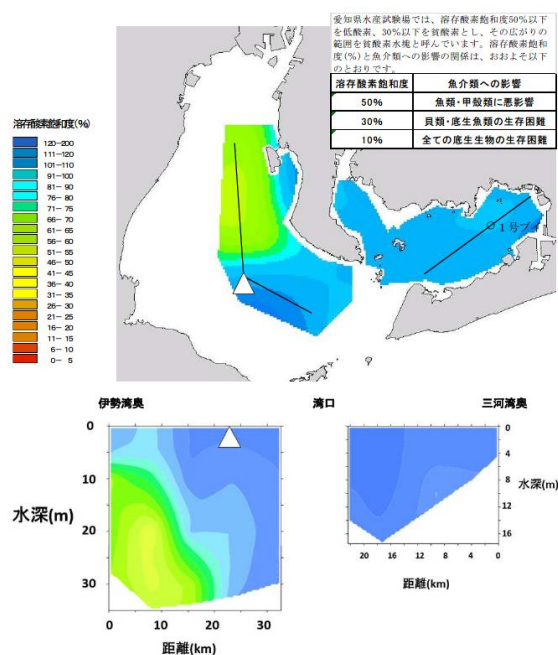 愛知県水産試験場では、溶存酸素飽和度50%以下
を低酸素、30%以下を貧酸素とし、その広がりの
範囲を貧酸素水塊と呼んでいます。溶存酸素飽和
度(%)と魚介類への影響の関係は、おおよそ以下
のとおりです。
溶存酸素飽和度 魚介類への影響
50% 魚類・甲殻類に悪影響
30% 貝類・底生魚類の生存困難
10% 全ての底生生物の生存困難
溶存酸素飽和度(%)
120-200
111-120
101-110
91-100
81-90
76-80
71-75
66-70
61-65
56-60
51-55
46-50
41-45
36-40
31-35
26-30
21-25
16-20
11-15
6-10
0-5
1号ブイ
伊勢湾奥 湾口 三河湾奥
0
10
20
30
水深(m)
0 10 20 30
距離(km)
0
4
8
12
16
水深(m)
20 16 12 8 4 0
距離(km)